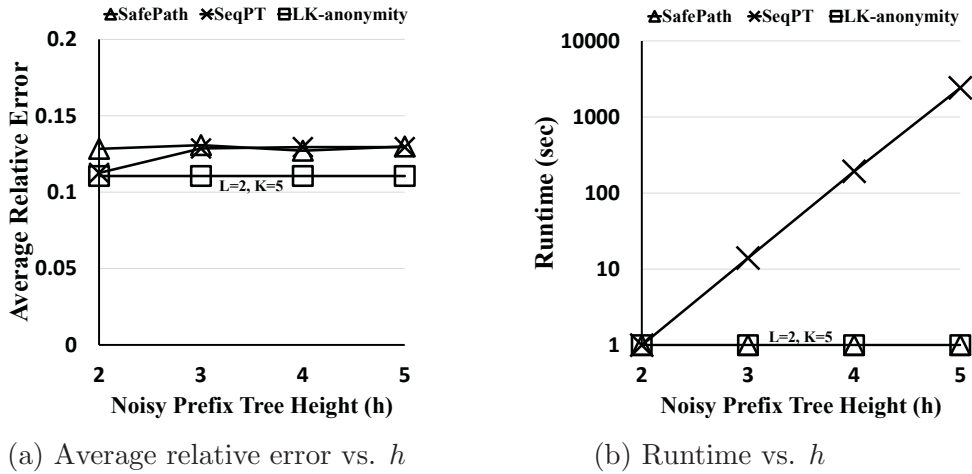 SafePath SeqPT LK-anonymity
0.2
0.15
0.1
0.05
0
Average Relative Error
L=2, K=5
2 3 4 5
Noisy Prefix Tree Height (h)
(a) Average relative error vs. h
SafePath SeqPT LK-anonymity
10000
1000
100
10
1
Runtime (sec)
L=2, K=5
2 3 4 5
Noisy Prefix Tree Height (h)
(b) Runtime vs. h